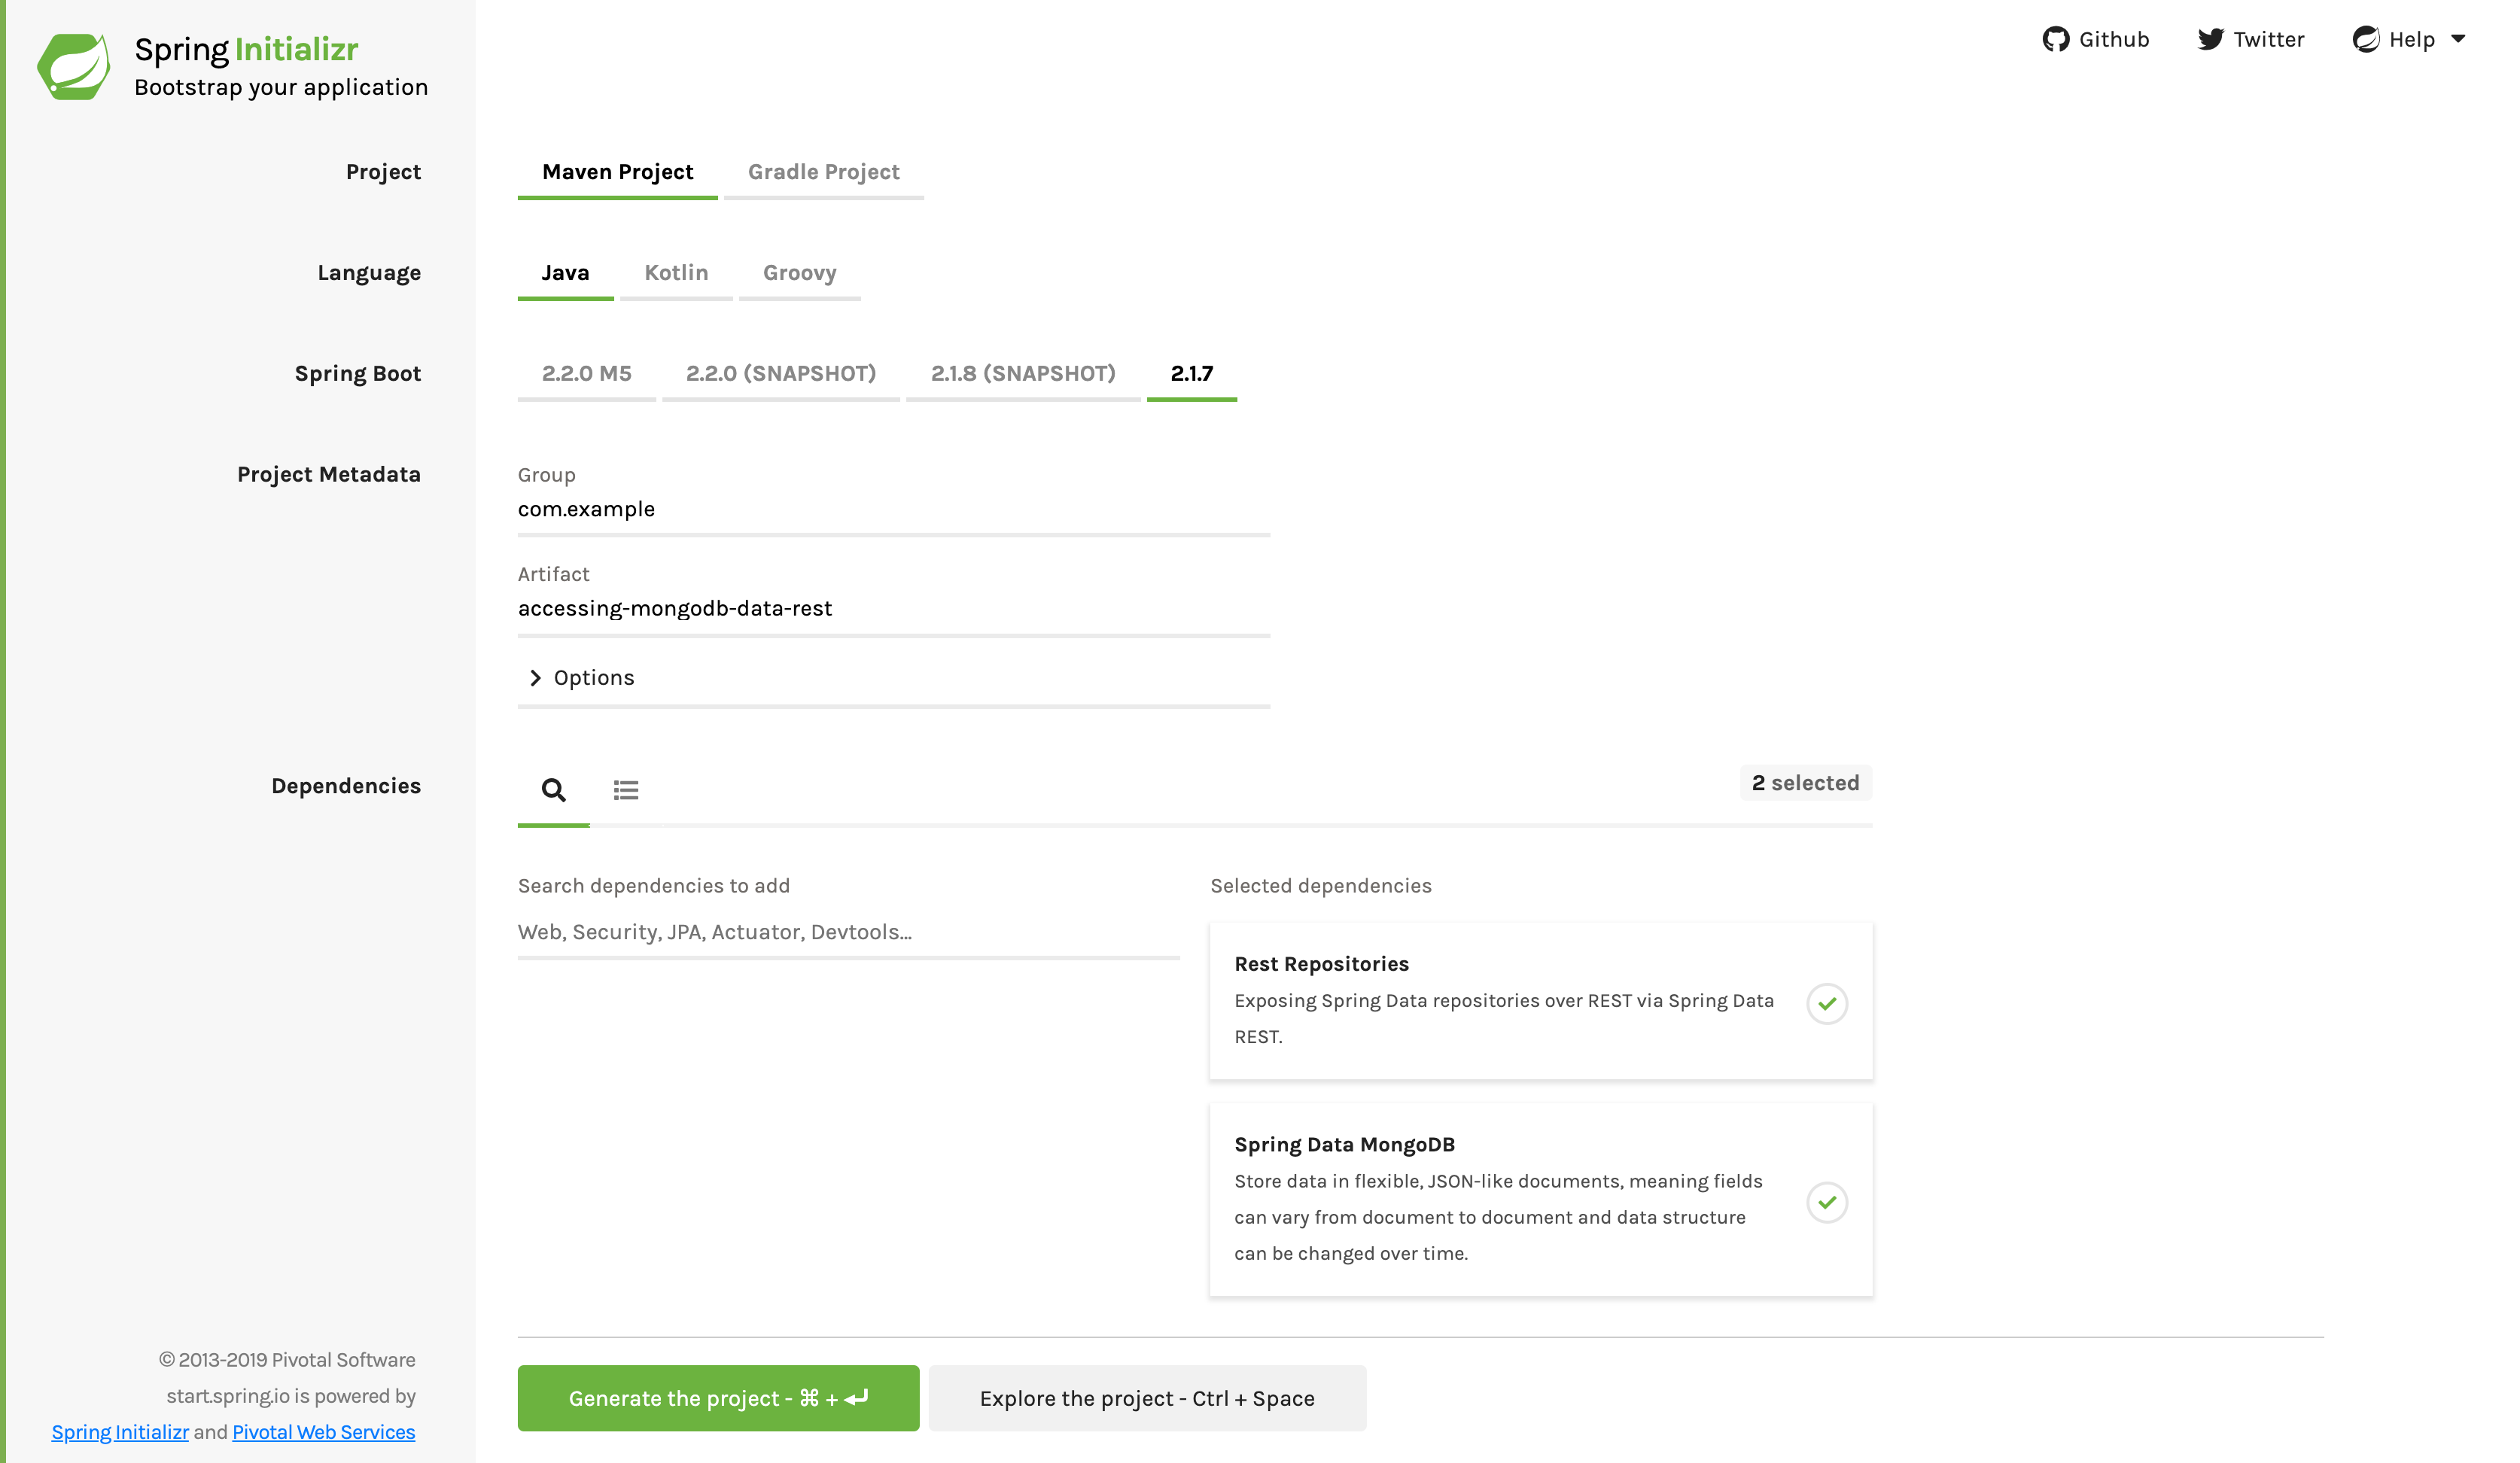 Spring Initializr
Bootstrap your application
Github
Twitter
Help
Project
Maven Project
Gradle Project
Language
Java
Kotlin
Groovy
Spring Boot
2.2.0 M5
2.2.0 (SNAPSHOT)
2.1.8 (SNAPSHOT)
2.1.7
Project Metadata
Group
com.example
Artifact
accessing-mongodb-data-rest
Options
Dependencies
2 selected
Search dependencies to add
Web, Security, JPA, Actuator, Devtools...
Selected dependencies
Rest Repositories
Exposing Spring Data repositories over REST via Spring Data
REST.
Spring Data MongoDB
Store data in flexible, JSON-like documents, meaning fields
can vary from document to document and data structure
can be changed over time.
© 2013-2019 Pivotal Software
start.spring.io is powered by
Spring Initializr and Pivotal Web Services
Generate the project - ⌘ + ↵
Explore the project - Ctrl + Space